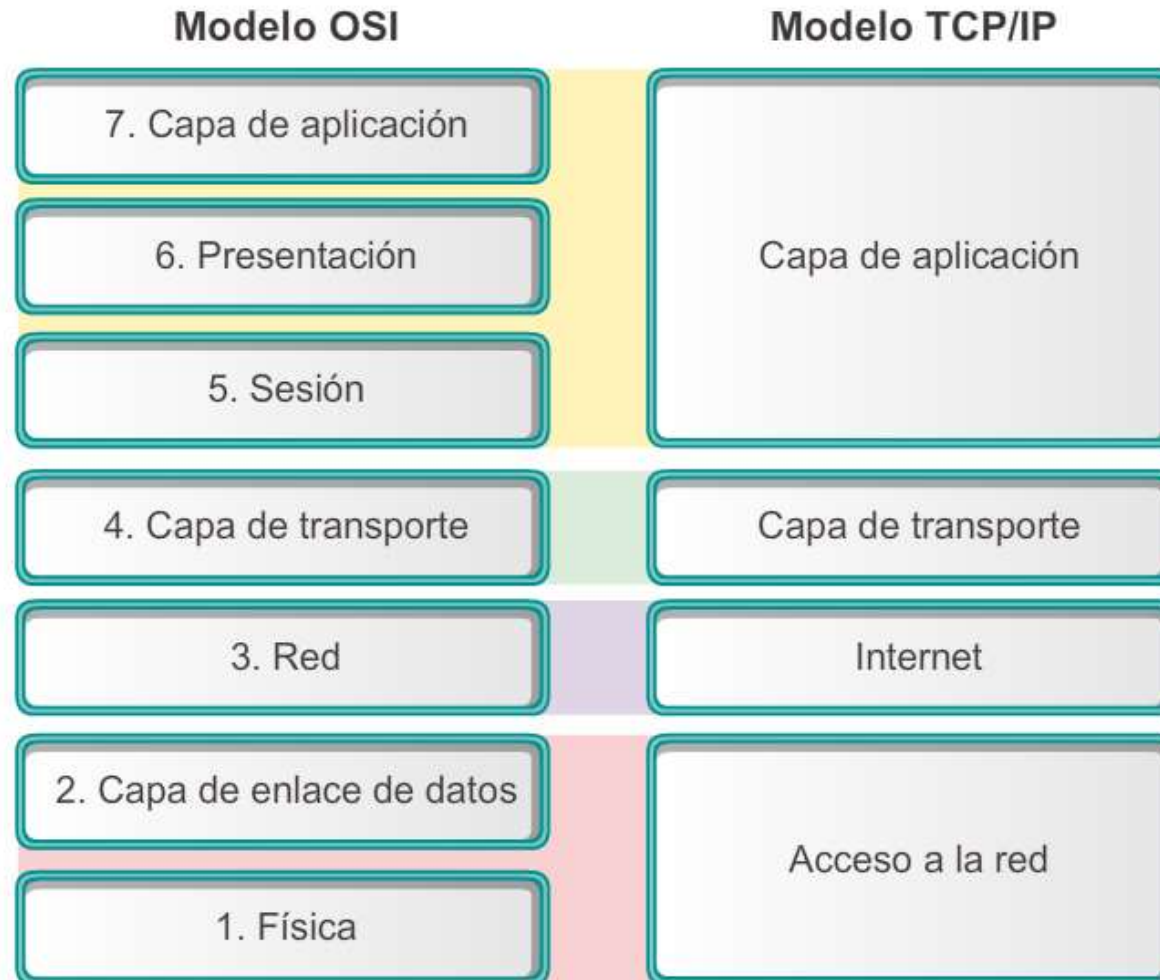 Modelo OSI
Modelo TCP/IP
7. Capa de aplicación
6. Presentación
5. Sesión
Capa de aplicación
4. Capa de transporte
Capa de transporte
3. Red
Internet
2. Capa de enlace de datos
1. Física
Acceso a la red